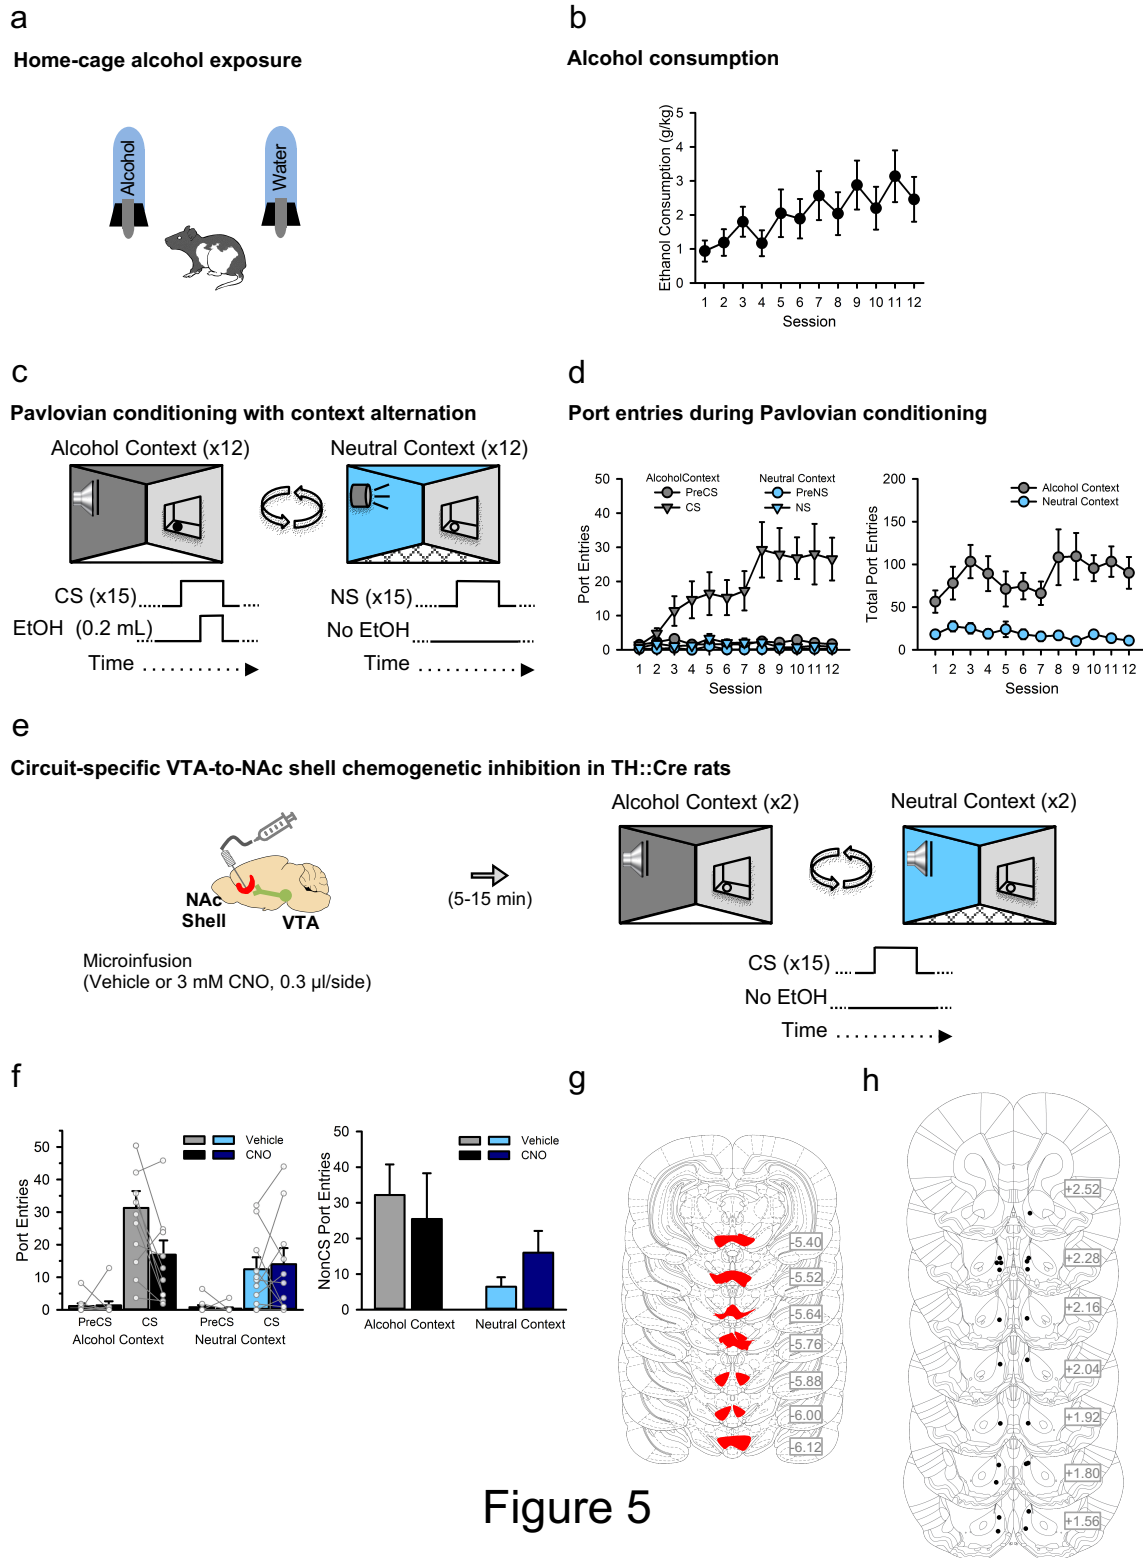 a
Home-cage alcohol exposure
Alcohol
Water
b
Alcohol consumption
Ethanol Consumption (g/kg)
5
4
3
2
1
0
1 2 3 4 5 6 7 8 9 10 11 12
Session
c
Pavlovian conditioning with context alternation
Alcohol Context (x12)
Neutral Context (x12)
CS (x15)
EtOH (0.2 mL)
Time
NS (x15)
No EtOH
Time
d
Port entries during Pavlovian conditioning
Port Entries
50
40
30
20
10
0
AlcoholContext
PreCS
CS
Neutral Context
PreNS
NS
1 2 3 4 5 6 7 8 9 10 11 12
Session
Total Port Entries
200
150
100
50
0
Alcohol Context
Neutral Context
1 2 3 4 5 6 7 8 9 10 11 12
Session
e
Circuit-specific VTA-to-NAc shell chemogenetic inhibition in TH::Cre rats
NAc
Shell
VTA
Microinfusion
(Vehicle or 3 mM CNO, 0.3 µl/side)
(5-15 min)
Alcohol Context (x2)
Neutral Context (x2)
CS (x15)
No EtOH
Time
f
Port Entries
50
40
30
20
10
0
Vehicle
CNO
PreCS CS PreCS CS
Alcohol Context Neutral Context
NonCS Port Entries
50
40
30
20
10
0
Vehicle
CNO
Alcohol Context Neutral Context
g
-5.40
-5.52
-5.64
-5.76
-5.88
-6.00
-6.12
h
+2.52
+2.28
+2.16
+2.04
+1.92
+1.80
+1.56
Figure 5